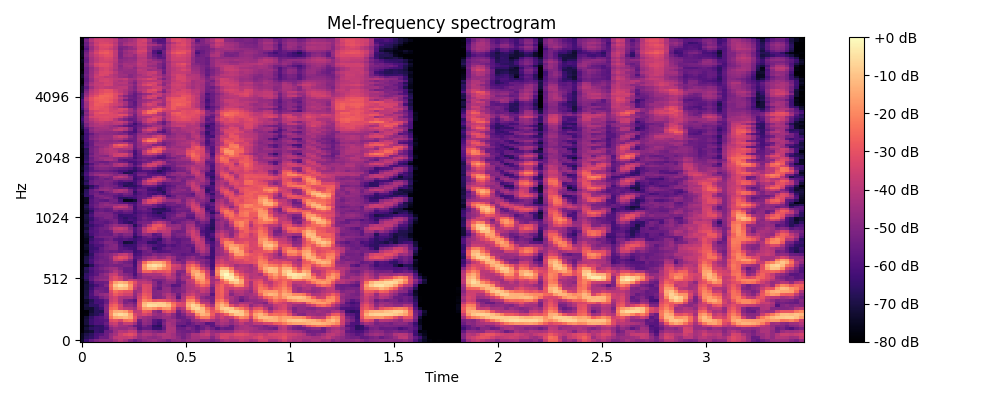 Mel-frequency spectrogram
+0 dB
-10 dB
-20 dB
-30 dB
-40 dB
-50 dB
-60 dB
-70 dB
-80 dB
4096
2048
1024
512
0
Hz
0 0.5 1 1.5 2 2.5 3
Time